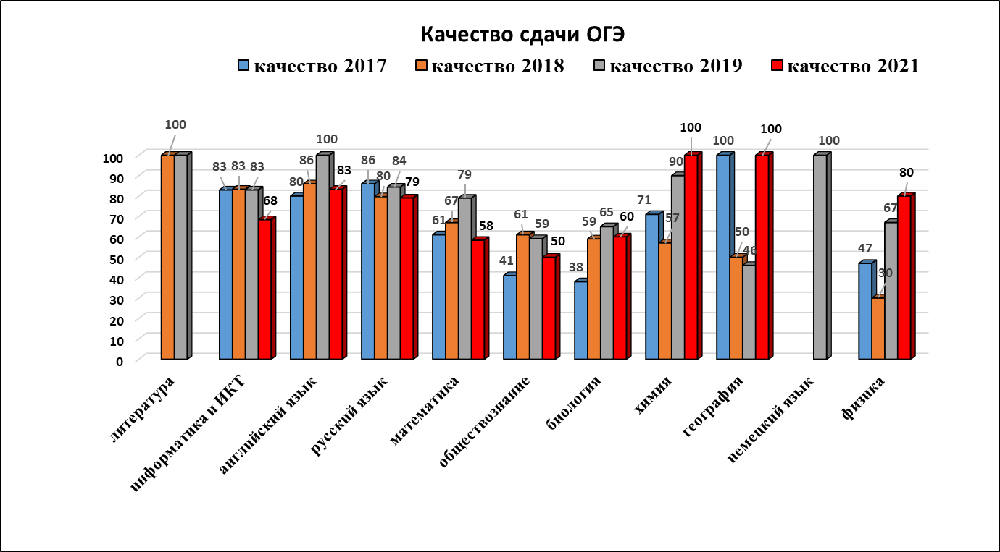 Качество сдачи ОГЭ
качество 2017 качество 2018 качество 2019 качество 2021
100
83 83 83 68
80 86 100 83
86 80 84 79
61 67 79 58
41 61 59 50
38 59 65 60
71 57 90 100
100 50 46 100
100
47 30 67 80
100
90
80
70
60
50
40
30
20
10
0
литература
информатика и ИКТ
английский язык
русский язык
математика
обществознание
биология
химия
география
немецкий язык
физика